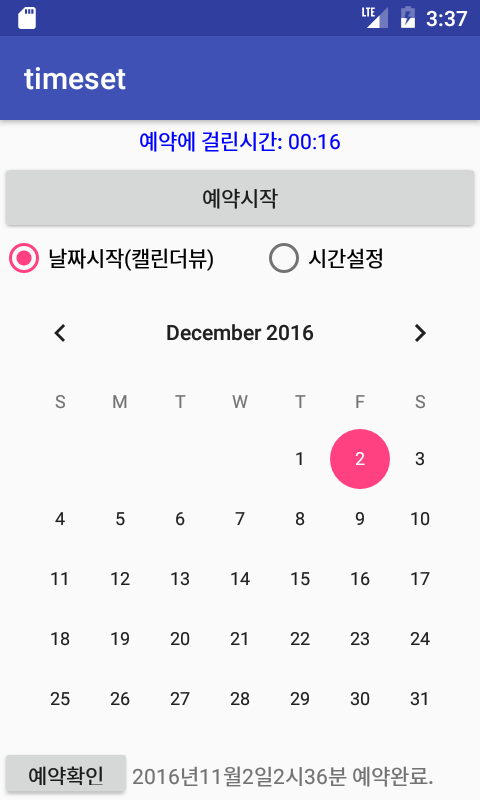 LTE 3:37
timeset
예약에 걸린시간: 00:16
예약시작
날짜시작(캘린더뷰) 시간설정
December 2016
S M T W T F S
1 2 3
4 5 6 7 8 9 10
11 12 13 14 15 16 17
18 19 20 21 22 23 24
25 26 27 28 29 30 31
예약확인 2016년11월2일2시36분 예약완료.